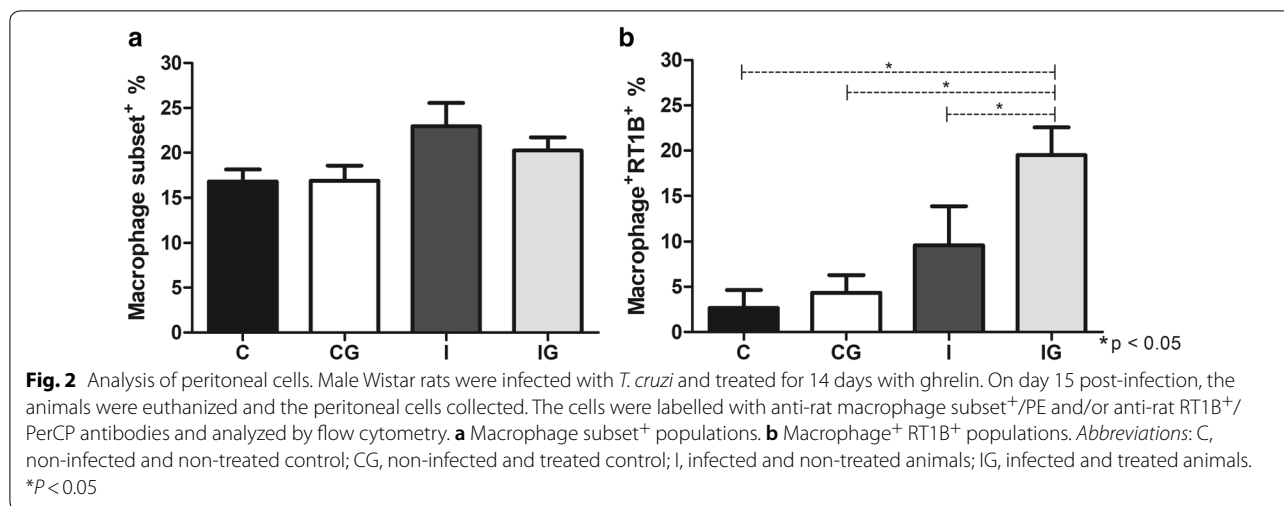 a
Macrophage subset⁺ %
30
25
20
15
10
5
0
C CG I IG
b
Macrophage⁺RT1B⁺ %
30
25
20
15
10
5
0
*
*
*
C CG I IG
*p < 0.05
Fig. 2 Analysis of peritoneal cells. Male Wistar rats were infected with T. cruzi and treated for 14 days with ghrelin. On day 15 post-infection, the
animals were euthanized and the peritoneal cells collected. The cells were labelled with anti-rat macrophage subset⁺/PE and/or anti-rat RT1B⁺/
PerCP antibodies and analyzed by flow cytometry. a Macrophage subset⁺ populations. b Macrophage⁺ RT1B⁺ populations. Abbreviations: C,
non-infected and non-treated control; CG, non-infected and treated control; I, infected and non-treated animals; IG, infected and treated animals.
*P < 0.05